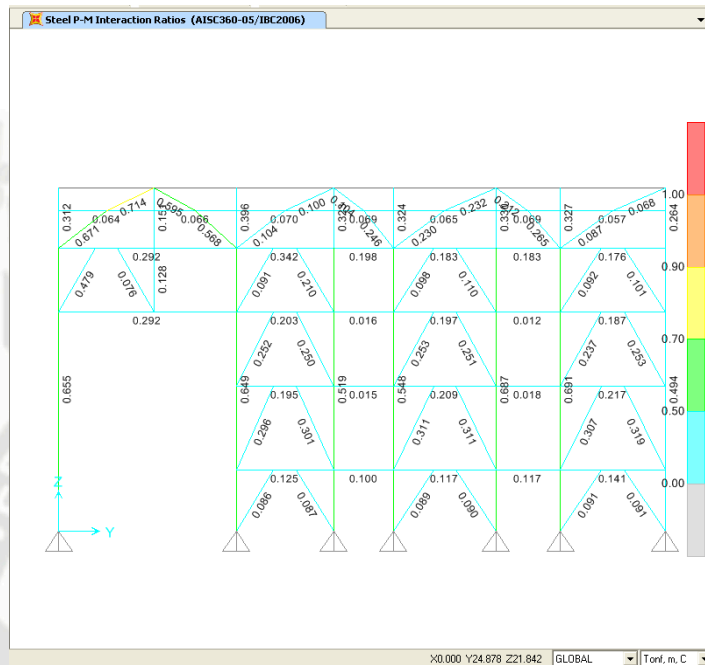 Steel P-M Interaction Ratios (AISC360-05/IBC2006)
1.00
0.90
0.70
0.50
0.00
0.312 0.064 0.714 0.595 0.066 0.396 0.070 0.100 0.104 0.069 0.324 0.065 0.232 0.212 0.069 0.327 0.057 0.068 0.264
0.671 0.568 0.104 0.246 0.230 0.265 0.087
0.292 0.342 0.198 0.183 0.183 0.176
0.479 0.076 0.128 0.091 0.210 0.098 0.110 0.092 0.101
0.292 0.203 0.016 0.197 0.012 0.187
0.252 0.250 0.253 0.251 0.237 0.253
0.655 0.649 0.519 0.548 0.687 0.691 0.494
0.195 0.015 0.209 0.018 0.217
0.296 0.301 0.311 0.311 0.307 0.319
0.125 0.100 0.117 0.117 0.141
0.086 0.087 0.089 0.090 0.091 0.091
Z
Y
X0.000 Y24.878 Z21.842 GLOBAL Tonf, m, C